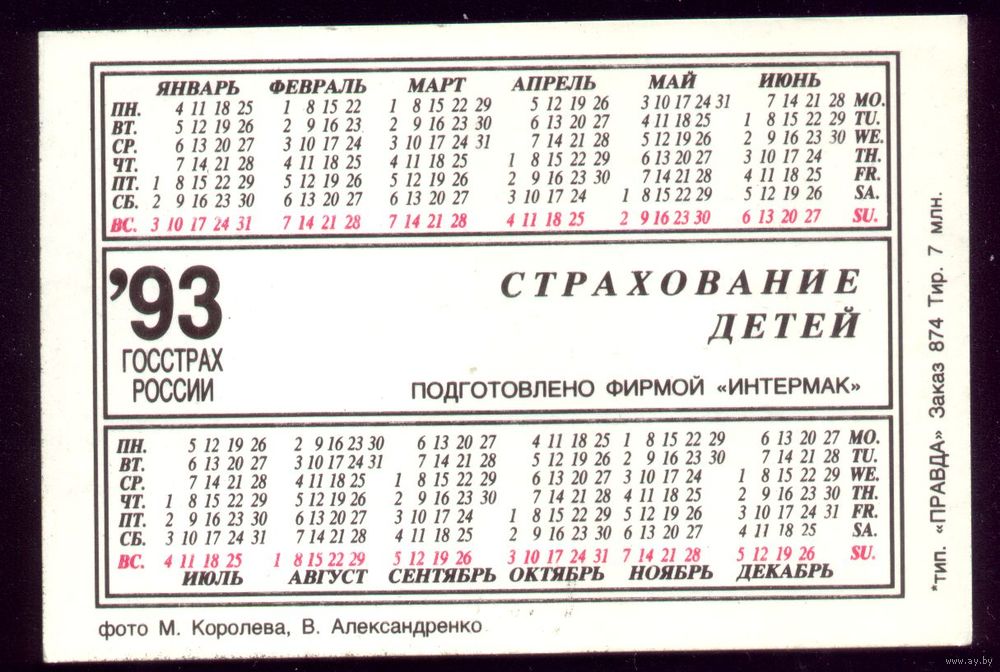 ЯНВАРЬ ФЕВРАЛЬ МАРТ АПРЕЛЬ МАЙ ИЮНЬ
ПН. 4 11 18 25 1 8 15 22 1 8 15 22 29 5 12 19 26 3 10 17 24 31 7 14 21 28 MO.
ВТ. 5 12 19 26 2 9 16 23 2 9 16 23 30 6 13 20 27 4 11 18 25 1 8 15 22 29 TU.
СР. 6 13 20 27 3 10 17 24 3 10 17 24 31 7 14 21 28 5 12 19 26 2 9 16 23 30 WE.
ЧТ. 7 14 21 28 4 11 18 25 4 11 18 25 1 8 15 22 29 6 13 20 27 3 10 17 24 TH.
ПТ. 1 8 15 22 29 5 12 19 26 5 12 19 26 2 9 16 23 30 7 14 21 28 4 11 18 25 FR.
СБ. 2 9 16 23 30 6 13 20 27 6 13 20 27 3 10 17 24 1 8 15 22 29 5 12 19 26 SA.
ВС. 3 10 17 24 31 7 14 21 28 7 14 21 28 4 11 18 25 2 9 16 23 30 6 13 20 27 SU.
'93
ГОССТРАХ
РОССИИ
СТРАХОВАНИЕ
ДЕТЕЙ
ПОДГОТОВЛЕНО ФИРМОЙ «ИНТЕРМАК»
ПН. 5 12 19 26 2 9 16 23 30 6 13 20 27 4 11 18 25 1 8 15 22 29 6 13 20 27 MO.
ВТ. 6 13 20 27 3 10 17 24 31 7 14 21 28 5 12 19 26 2 9 16 23 30 7 14 21 28 TU.
СР. 7 14 21 28 4 11 18 25 1 8 15 22 29 6 13 20 27 3 10 17 24 1 8 15 22 29 WE.
ЧТ. 1 8 15 22 29 5 12 19 26 2 9 16 23 30 7 14 21 28 4 11 18 25 2 9 16 23 30 TH.
ПТ. 2 9 16 23 30 6 13 20 27 3 10 17 24 1 8 15 22 29 5 12 19 26 3 10 17 24 31 FR.
СБ. 3 10 17 24 31 7 14 21 28 4 11 18 25 2 9 16 23 30 6 13 20 27 4 11 18 25 SA.
ВС. 4 11 18 25 1 8 15 22 29 5 12 19 26 3 10 17 24 31 7 14 21 28 5 12 19 26 SU.
ИЮЛЬ АВГУСТ СЕНТЯБРЬ ОКТЯБРЬ НОЯБРЬ ДЕКАБРЬ
фото М. Королева, В. Александренко
*тип. «ПРАВДА» Заказ 874 Тир. 7 млн.
www.ay.by